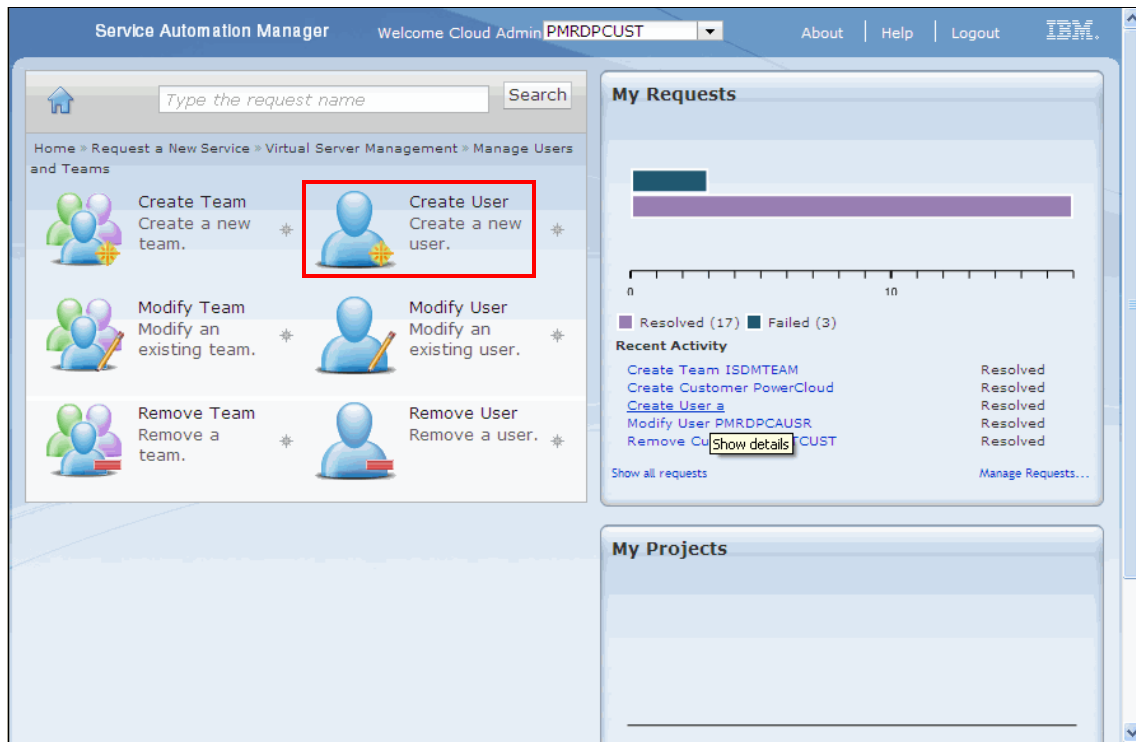 Service Automation Manager
Welcome Cloud Admin PMRDPCUST
About Help Logout IBM.
Type the request name Search
Home » Request a New Service » Virtual Server Management » Manage Users
and Teams
Create Team
Create a new
team.
Create User
Create a new
user.
Modify Team
Modify an
existing team.
Modify User
Modify an
existing user.
Remove Team
Remove a
team.
Remove User
Remove a user.
My Requests
0 10
Resolved (17) Failed (3)
Recent Activity
Create Team ISDMTEAM Resolved
Create Customer PowerCloud Resolved
Create User a Resolved
Modify User PMRDPCAUSR Resolved
Remove Cu TCUST Resolved
Show details
Show all requests Manage Requests...
My Projects